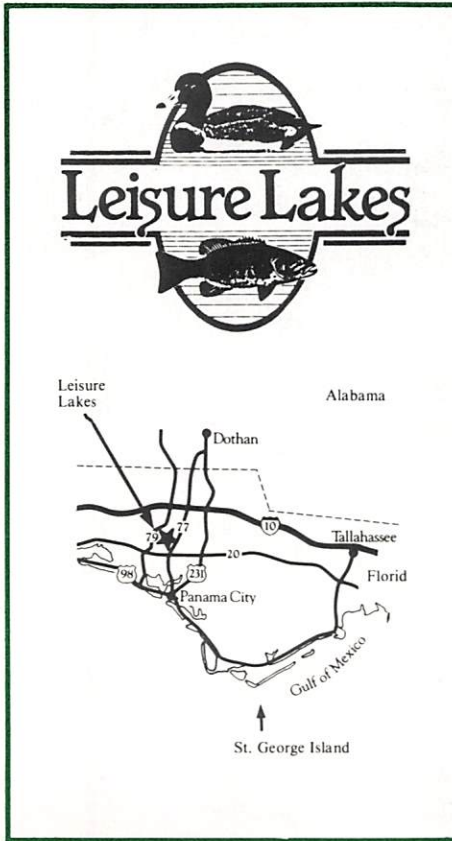 Leisure Lakes
Leisure
Lakes
Alabama
Dothan
79
77
10
Tallahassee
20
Florid
98
231
Panama City
Gulf of Mexico
St. George Island